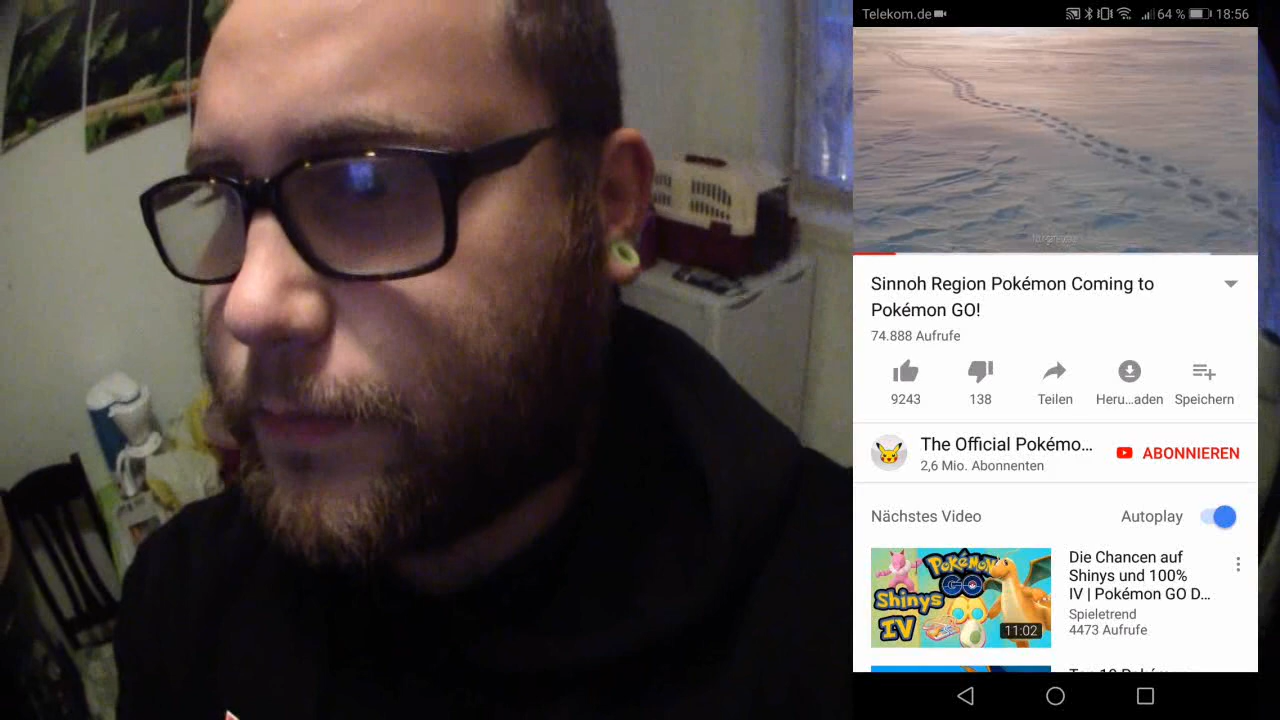 Telekom.de
64 % 18:56
Sinnoh Region Pokémon Coming to
Pokémon GO!
74.888 Aufrufe
9243
138
Teilen
Heru…aden
Speichern
The Official Pokémo…
2,6 Mio. Abonnenten
ABONNIEREN
Nächstes Video
Autoplay
POKÉMON
GO
Shinys
IV
11:02
Die Chancen auf
Shinys und 100%
IV | Pokémon GO D…
Spieletrend
4473 Aufrufe